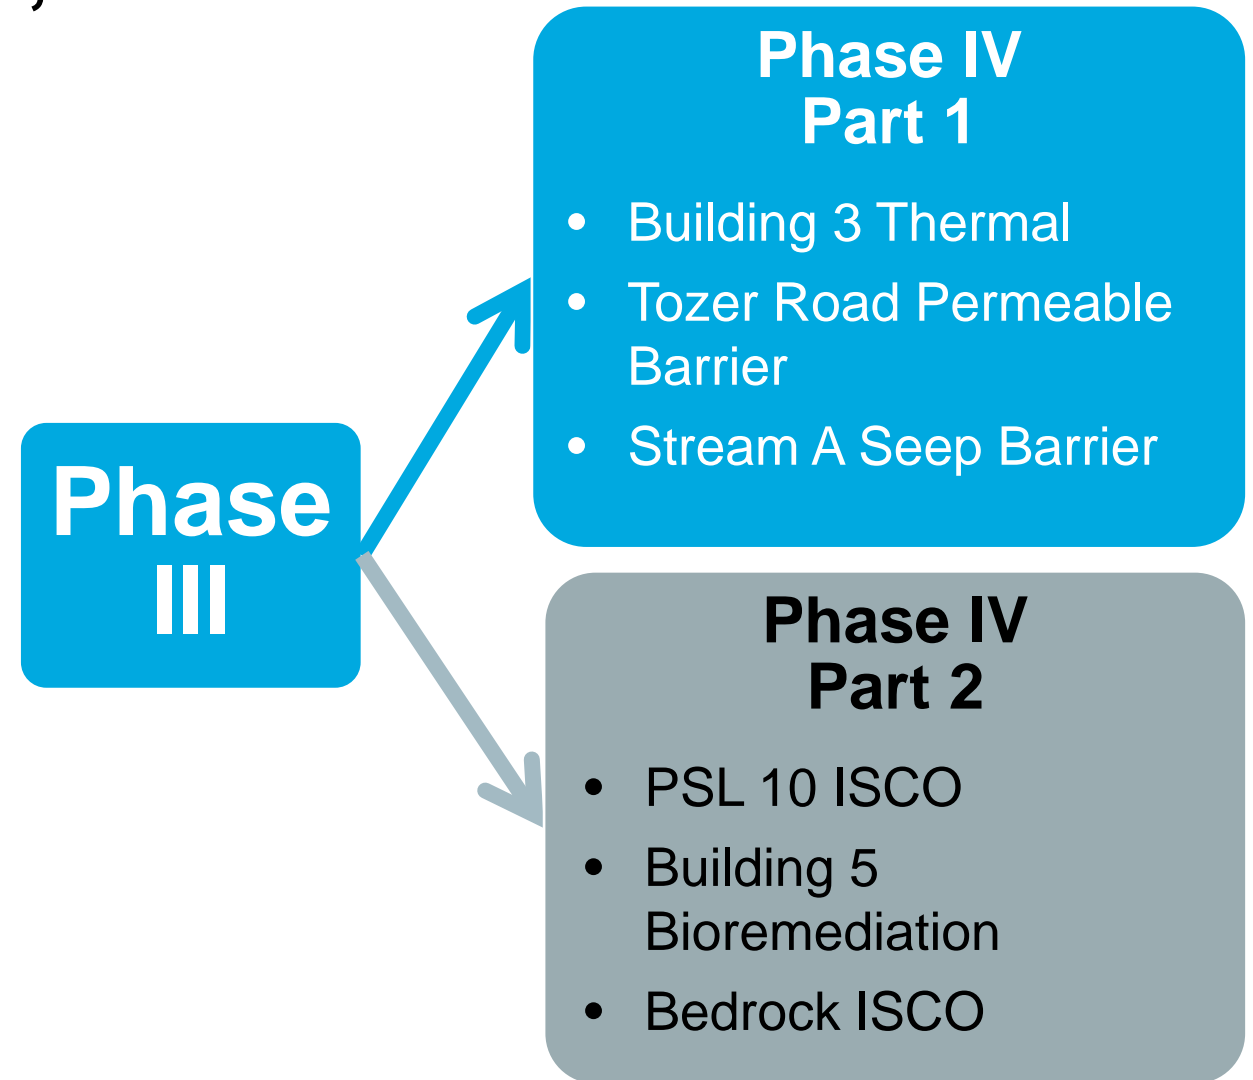 Phase
III
Phase IV
Part 1
• Building 3 Thermal
• Tozer Road Permeable
Barrier
• Stream A Seep Barrier
Phase IV
Part 2
• PSL 10 ISCO
• Building 5
Bioremediation
• Bedrock ISCO